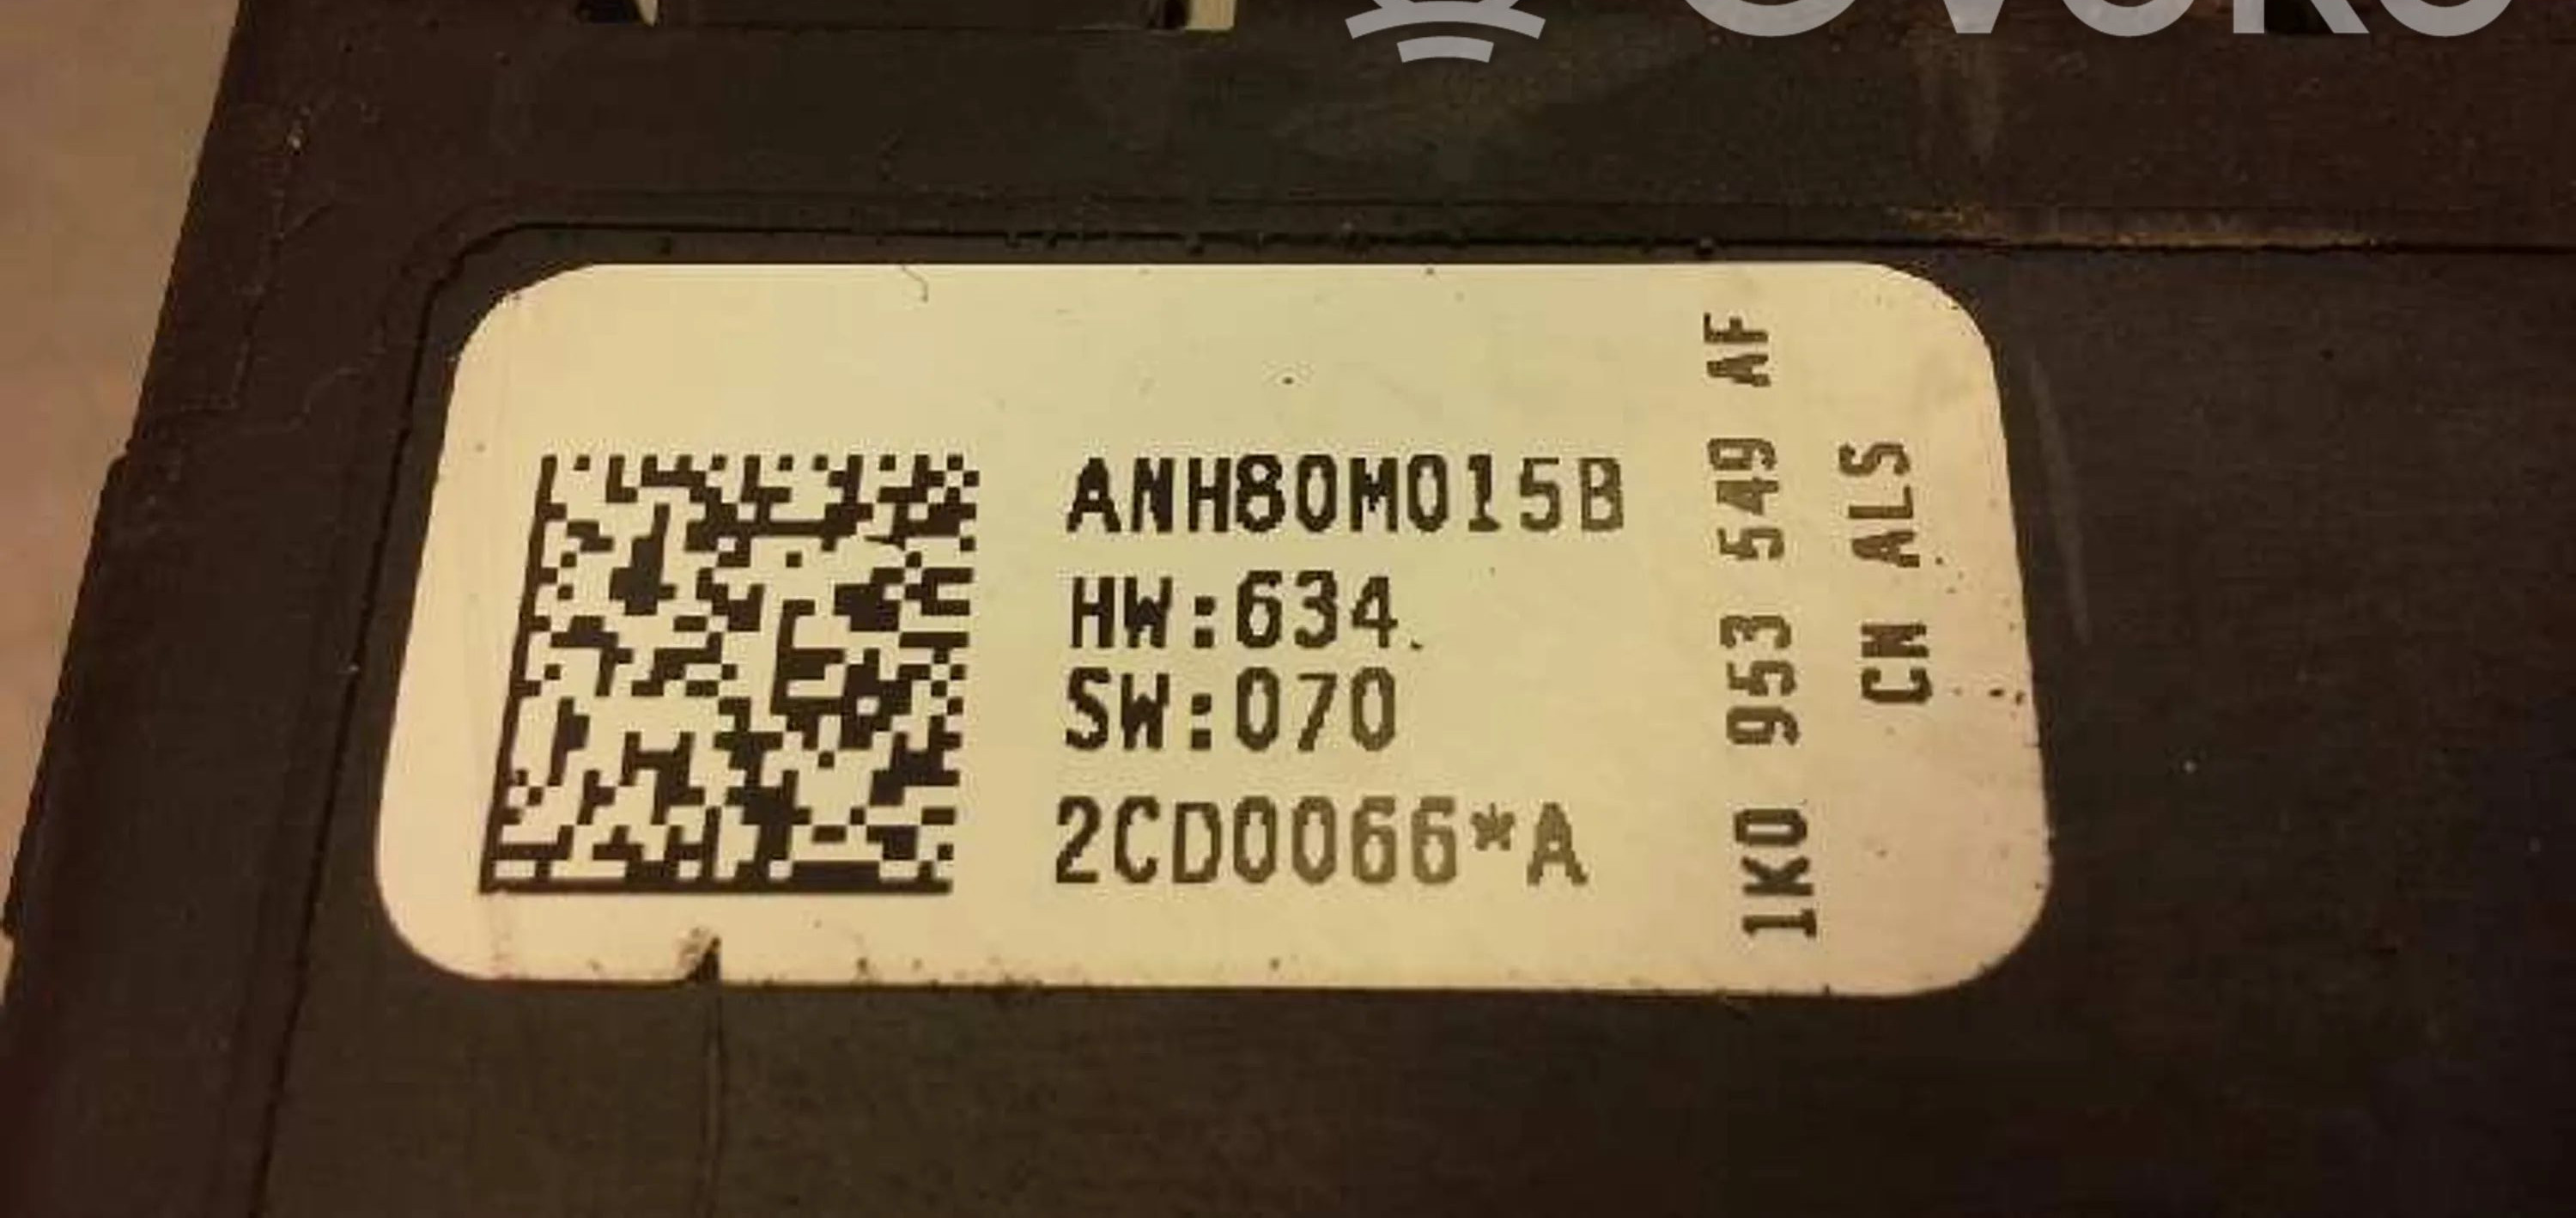 ANH80M015B
HW:634
SW:070
2CD0066*A
1K0 953 549 AF
CN ALS